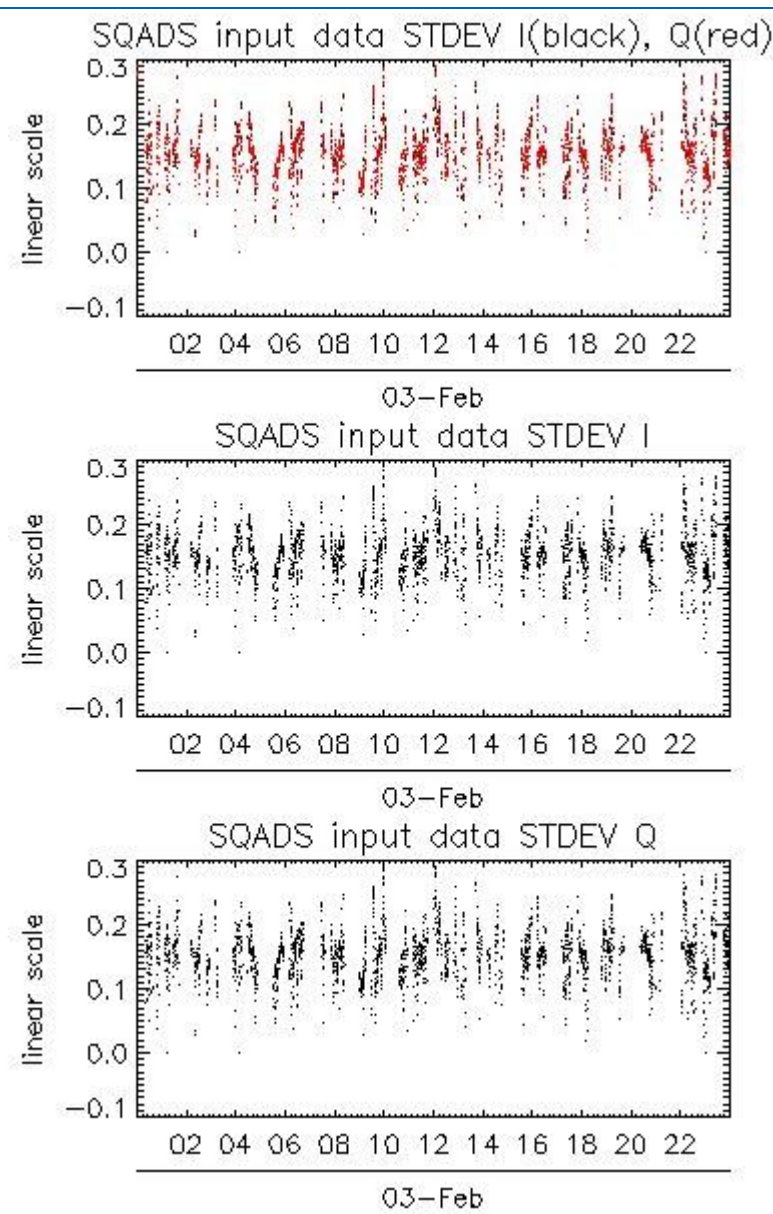 SQADS input data STDEV I(black), Q(red)
linear scale
0.3
0.2
0.1
0.0
−0.1
02 04 06 08 10 12 14 16 18 20 22
03−Feb
SQADS input data STDEV I
linear scale
0.3
0.2
0.1
0.0
−0.1
02 04 06 08 10 12 14 16 18 20 22
03−Feb
SQADS input data STDEV Q
linear scale
0.3
0.2
0.1
0.0
−0.1
02 04 06 08 10 12 14 16 18 20 22
03−Feb